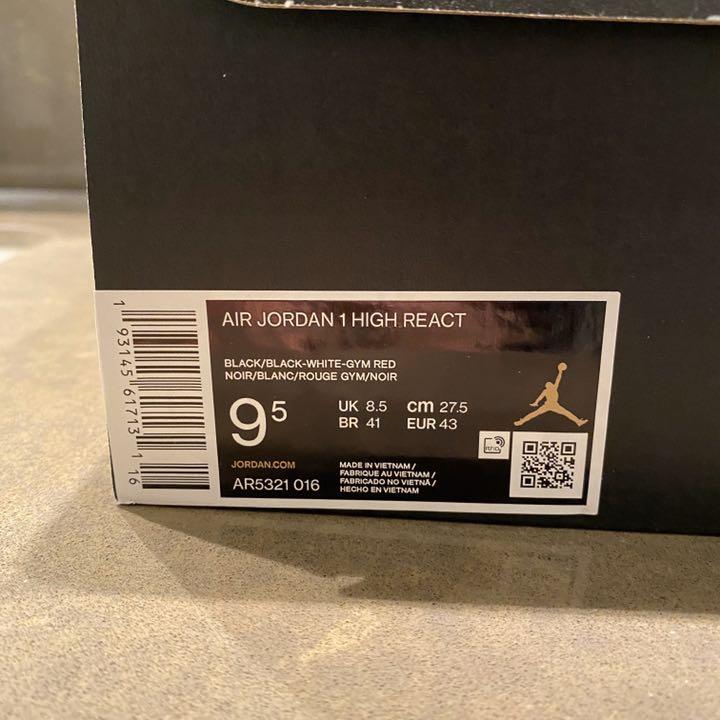 AIR JORDAN 1 HIGH REACT
BLACK/BLACK-WHITE-GYM RED
NOIR/BLANC/ROUGE GYM/NOIR
9 5
UK 8.5 cm 27.5
BR 41 EUR 43
JORDAN.COM
AR5321 016
MADE IN VIETNAM /
FABRIQUE AU VIETNAM /
FABRICADO NO VIETNÃ /
HECHO EN VIETNAM
RFID
1 93145 61713 1 16